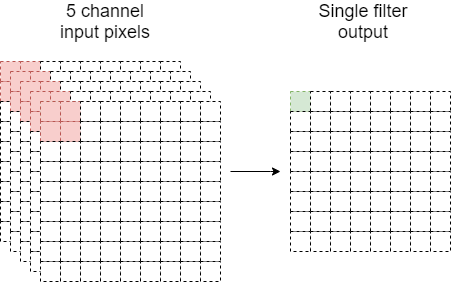 5 channel
input pixels
Single filter
output